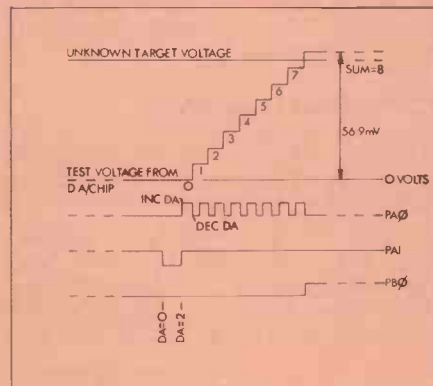 UNKNOWN TARGET VOLTAGE
SUM=8
7
6
5
4
3
2
1
56.9mV
TEST VOLTAGE FROM
D A/CHIP
O
O VOLTS
INC DA
PAØ
DEC DA
PA1
PBØ
DA=0
DA=2